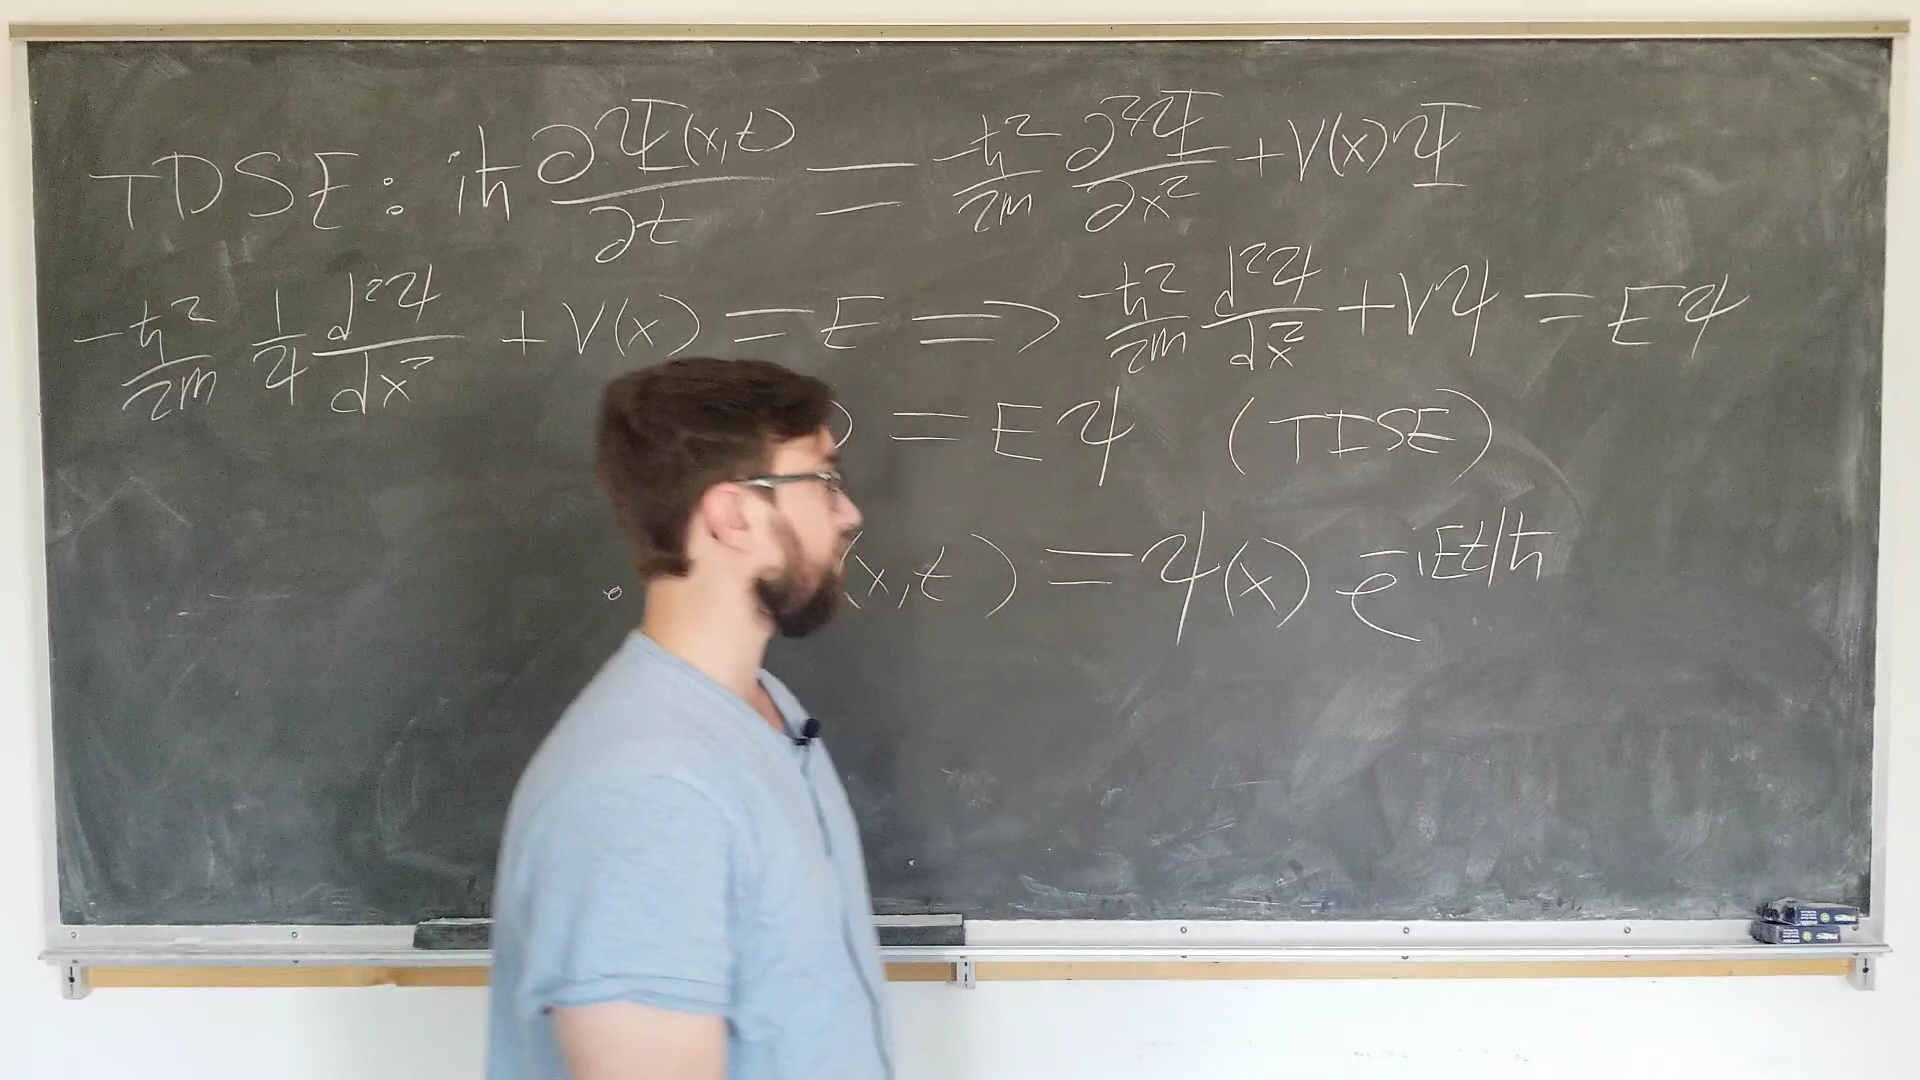 TDSE: iħ ∂Ψ(x,t)/∂t = -ħ²/2m ∂²Ψ/∂x² + V(x)Ψ
-ħ²/2m 1/ψ d²ψ/dx² + V(x) = E ⟹ -ħ²/2m d²ψ/dx² + Vψ = Eψ
) = Eψ (TDSE)
(x,t) = ψ(x) e^{-iEt/ħ}